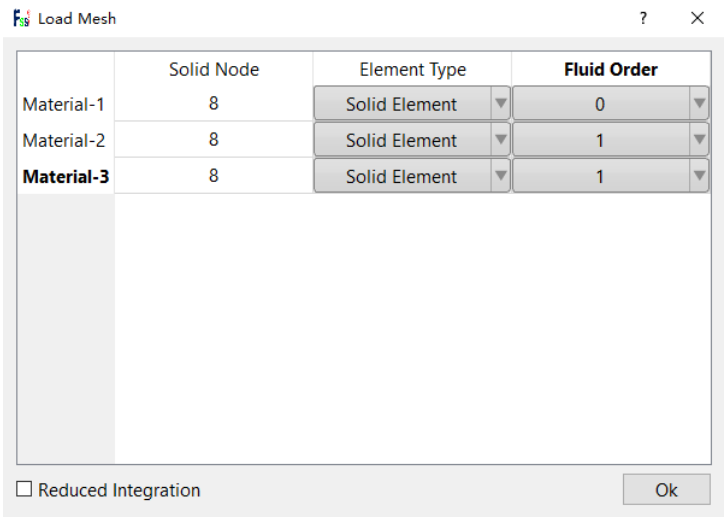 Fssi Load Mesh ?
Solid Node Element Type Fluid Order
Material-1 8 Solid Element 0
Material-2 8 Solid Element 1
Material-3 8 Solid Element 1
Reduced Integration Ok